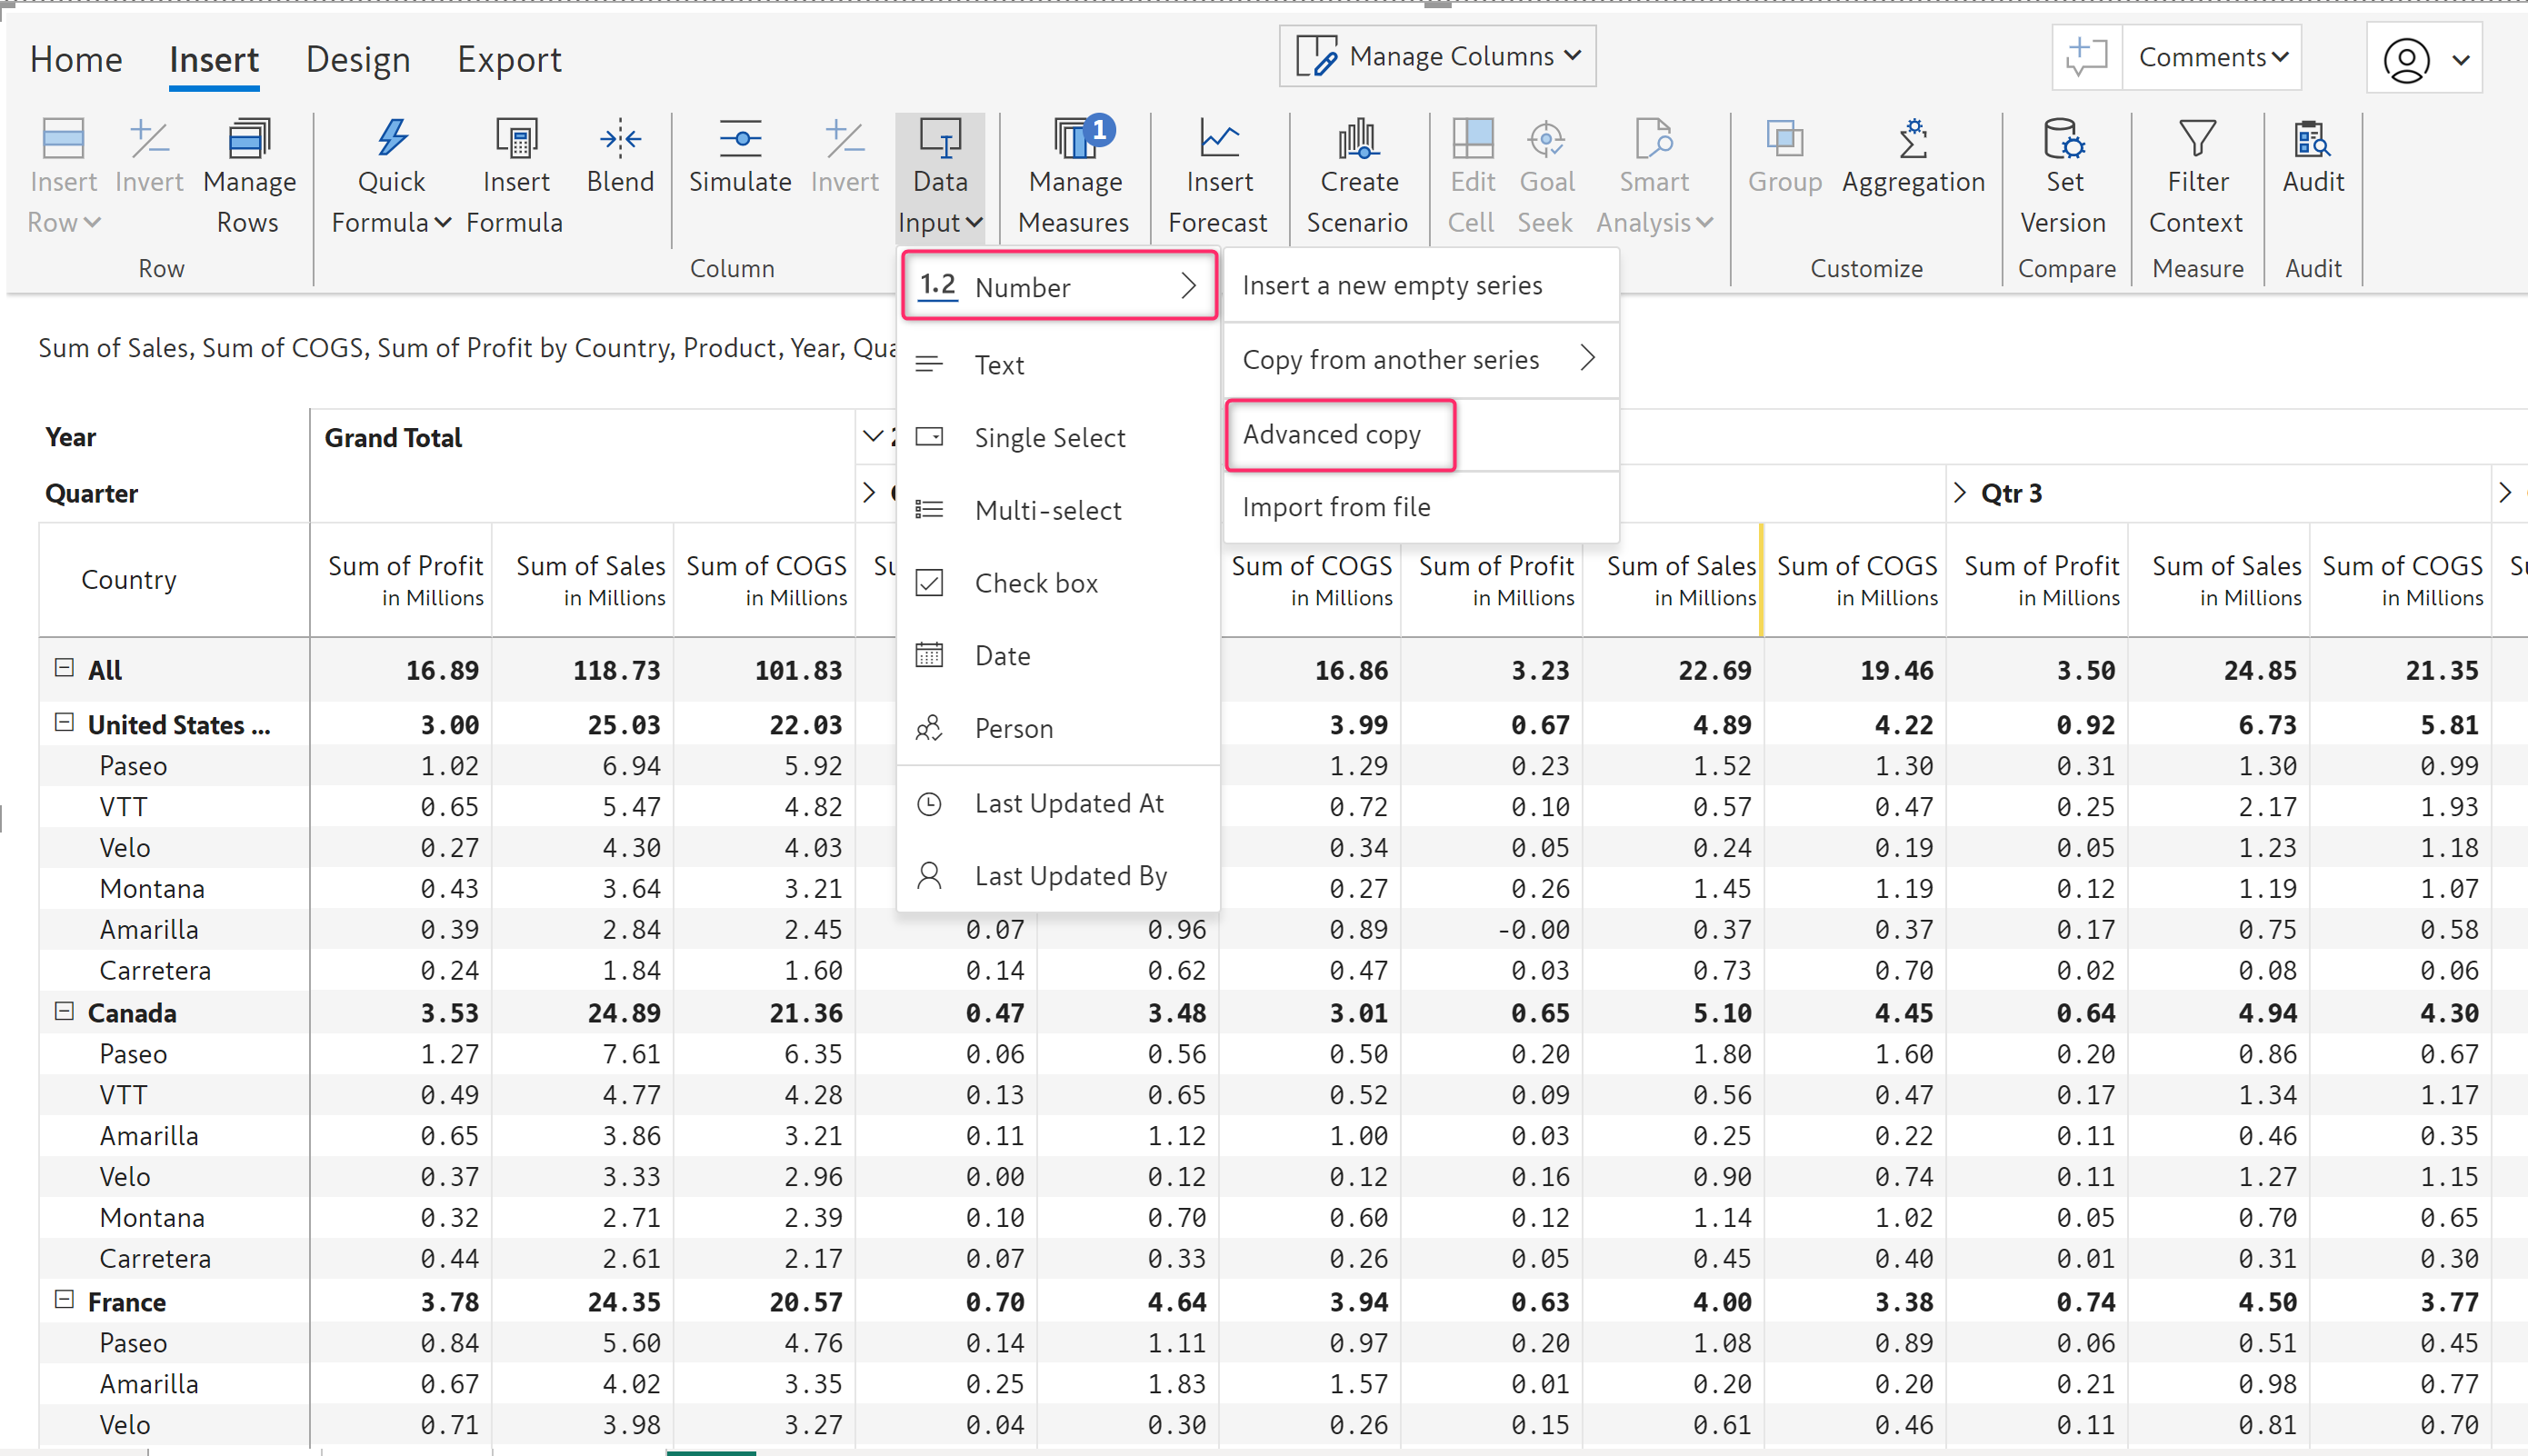 Home Insert Design Export Manage Columns Comments
Insert Row Invert Manage Rows Quick Formula Insert Formula Blend Simulate Invert Data Input Manage Measures 1 Insert Forecast Create Scenario Edit Cell Goal Seek Smart Analysis Group Aggregation Set Version Filter Context Audit
Row Column Customize Compare Measure Audit
1.2 Number
Text
Single Select
Multi-select
Check box
Date
Person
Last Updated At
Last Updated By
Insert a new empty series
Copy from another series
Advanced copy
Import from file
Sum of Sales, Sum of COGS, Sum of Profit by Country, Product, Year,
Year Grand Total
Quarter Qtr 3
Country Sum of Profit in Millions Sum of Sales in Millions Sum of COGS in Millions Sum of COGS in Millions Sum of Profit in Millions Sum of Sales in Millions Sum of COGS in Millions Sum of Profit in Millions Sum of Sales in Millions Sum of COGS in Millions
All 16.89 118.73 101.83 16.86 3.23 22.69 19.46 3.50 24.85 21.35
United States ... 3.00 25.03 22.03 3.99 0.67 4.89 4.22 0.92 6.73 5.81
Paseo 1.02 6.94 5.92 1.29 0.23 1.52 1.30 0.31 1.30 0.99
VTT 0.65 5.47 4.82 0.72 0.10 0.57 0.47 0.25 2.17 1.93
Velo 0.27 4.30 4.03 0.34 0.05 0.24 0.19 0.05 1.23 1.18
Montana 0.43 3.64 3.21 0.27 0.26 1.45 1.19 0.12 1.19 1.07
Amarilla 0.39 2.84 2.45 0.07 0.96 0.89 -0.00 0.37 0.37 0.17 0.75 0.58
Carretera 0.24 1.84 1.60 0.14 0.62 0.47 0.03 0.73 0.70 0.02 0.08 0.06
Canada 3.53 24.89 21.36 0.47 3.48 3.01 0.65 5.10 4.45 0.64 4.94 4.30
Paseo 1.27 7.61 6.35 0.06 0.56 0.50 0.20 1.80 1.60 0.20 0.86 0.67
VTT 0.49 4.77 4.28 0.13 0.65 0.52 0.09 0.56 0.47 0.17 1.34 1.17
Amarilla 0.65 3.86 3.21 0.11 1.12 1.00 0.03 0.25 0.22 0.11 0.46 0.35
Velo 0.37 3.33 2.96 0.00 0.12 0.12 0.16 0.90 0.74 0.11 1.27 1.15
Montana 0.32 2.71 2.39 0.10 0.70 0.60 0.12 1.14 1.02 0.05 0.70 0.65
Carretera 0.44 2.61 2.17 0.07 0.33 0.26 0.05 0.45 0.40 0.01 0.31 0.30
France 3.78 24.35 20.57 0.70 4.64 3.94 0.63 4.00 3.38 0.74 4.50 3.77
Paseo 0.84 5.60 4.76 0.14 1.11 0.97 0.20 1.08 0.89 0.06 0.51 0.45
Amarilla 0.67 4.02 3.35 0.25 1.83 1.57 0.01 0.20 0.20 0.21 0.98 0.77
Velo 0.71 3.98 3.27 0.04 0.30 0.26 0.15 0.61 0.46 0.11 0.81 0.70